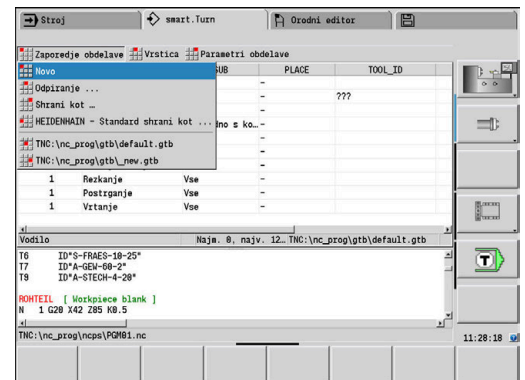 Stroj smart.Turn Orodni editor
Zaporedje obdelave Vrstica Parametri obdelave
Novo
SUB PLACE TOOL_ID
Odpiranje ...
-
???
Shrani kot …
-
HEIDENHAIN - Standard shrani kot ...
dno s ko… -
TNC:\nc_prog\gtb\default.gtb
-
TNC:\nc_prog\gtb\_new.gtb
-
1 Rezkanje Vse -
1 Postrganje Vse -
1 Vrtanje Vse -
Vodilo Najm. 0, najv. 12… TNC:\nc_prog\gtb\default.gtb
T6 ID"S-FRAES-10-25"
T7 ID"A-GEW-60-2"
T9 ID"A-STECH-4-20"
ROHTEIL [ Workpiece blank ]
N 1 G20 X42 Z85 K0.5
TNC:\nc_prog\ncps\PGM01.nc
T
11:28:18